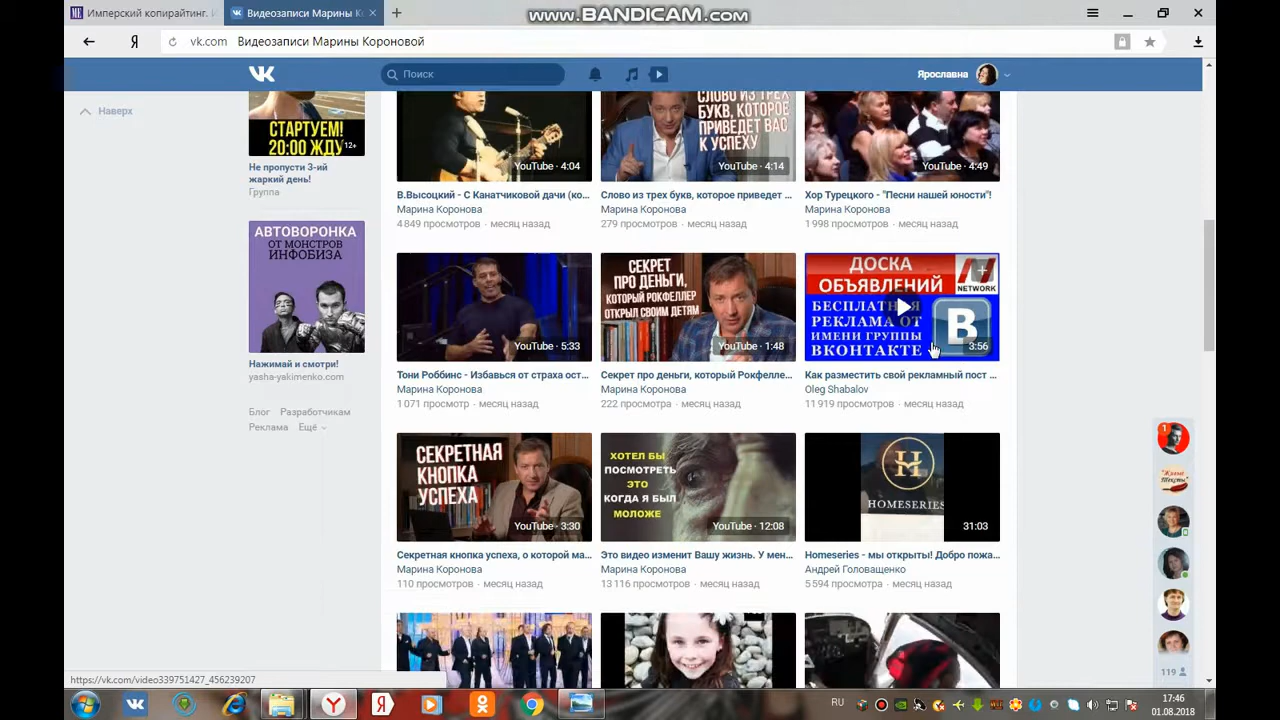 Имперский копирайтинг. И
Видеозаписи Марины К
www.BANDICAM.com
Я
vk.com
Видеозаписи Марины Короновой
Поиск
Ярославна
Наверх
СТАРТУЕМ!
20:00 ЖДУ
12+
Не пропусти 3-ий
жаркий день!
Группа
АВТОВОРОНКА
ОТ МОНСТРОВ
ИНФОБИЗА
Нажимай и смотри!
yasha-yakimenko.com
Блог Разработчикам
Реклама Ещё
YouTube · 4:04
В.Высоцкий - С Канатчиковой дачи (ко...
Марина Коронова
4 849 просмотров · месяц назад
СЛОВО ИЗ ТРЕХ
БУКВ, КОТОРОЕ
ПРИВЕДЕТ ВАС
К УСПЕХУ
YouTube · 4:14
Слово из трех букв, которое приведет ...
Марина Коронова
279 просмотров · месяц назад
YouTube · 4:49
Хор Турецкого - "Песни нашей юности"!
Марина Коронова
1 998 просмотров · месяц назад
YouTube · 5:33
Тони Роббинс - Избавься от страха ост...
Марина Коронова
1 071 просмотр · месяц назад
СЕКРЕТ
ПРО ДЕНЬГИ,
КОТОРЫЙ РОКФЕЛЛЕР
ОТКРЫЛ СВОИМ ДЕТЯМ
YouTube · 1:48
Секрет про деньги, который Рокфелле...
Марина Коронова
222 просмотра · месяц назад
ДОСКА
ОБЪЯВЛЕНИЙ
NETWORK
БЕСПЛАТНАЯ
РЕКЛАМА ОТ
ИМЕНИ ГРУППЫ
ВКОНТАКТЕ
В
3:56
Как разместить свой рекламный пост ...
Oleg Shabalov
11 919 просмотров · месяц назад
СЕКРЕТНАЯ
КНОПКА
УСПЕХА
YouTube · 3:30
Секретная кнопка успеха, о которой ма...
Марина Коронова
110 просмотров · месяц назад
ХОТЕЛ БЫ
ПОСМОТРЕТЬ
ЭТО
КОГДА Я БЫЛ
МОЛОЖЕ
YouTube · 12:08
Это видео изменит Вашу жизнь. У мен...
Марина Коронова
13 116 просмотров · месяц назад
HOMESERIES
31:03
Homeseries - мы открыты! Добро пожа...
Андрей Головащенко
5 594 просмотра · месяц назад
1
"Живые
Тексты"
119
https://vk.com/video339751427_456239207
RU
17:46
01.08.2018